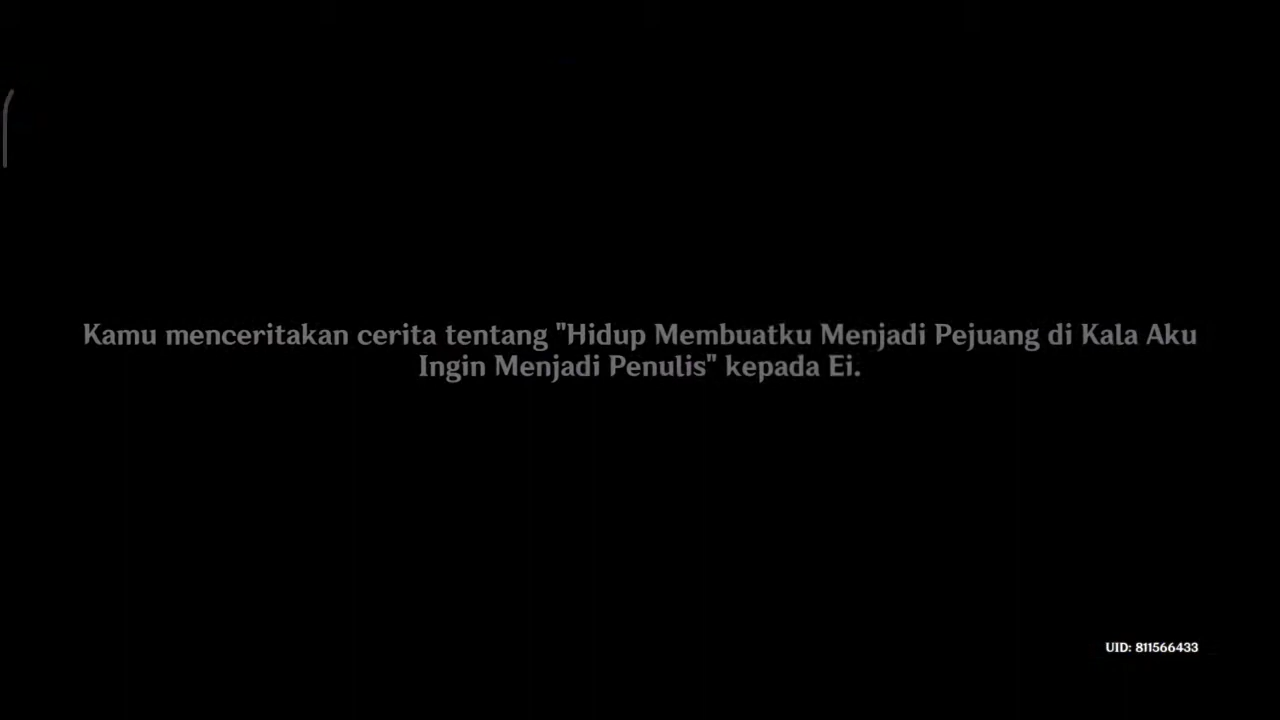 Kamu menceritakan cerita tentang "Hidup Membuatku Menjadi Pejuang di Kala Aku
Ingin Menjadi Penulis" kepada Ei.
UID: 811566433